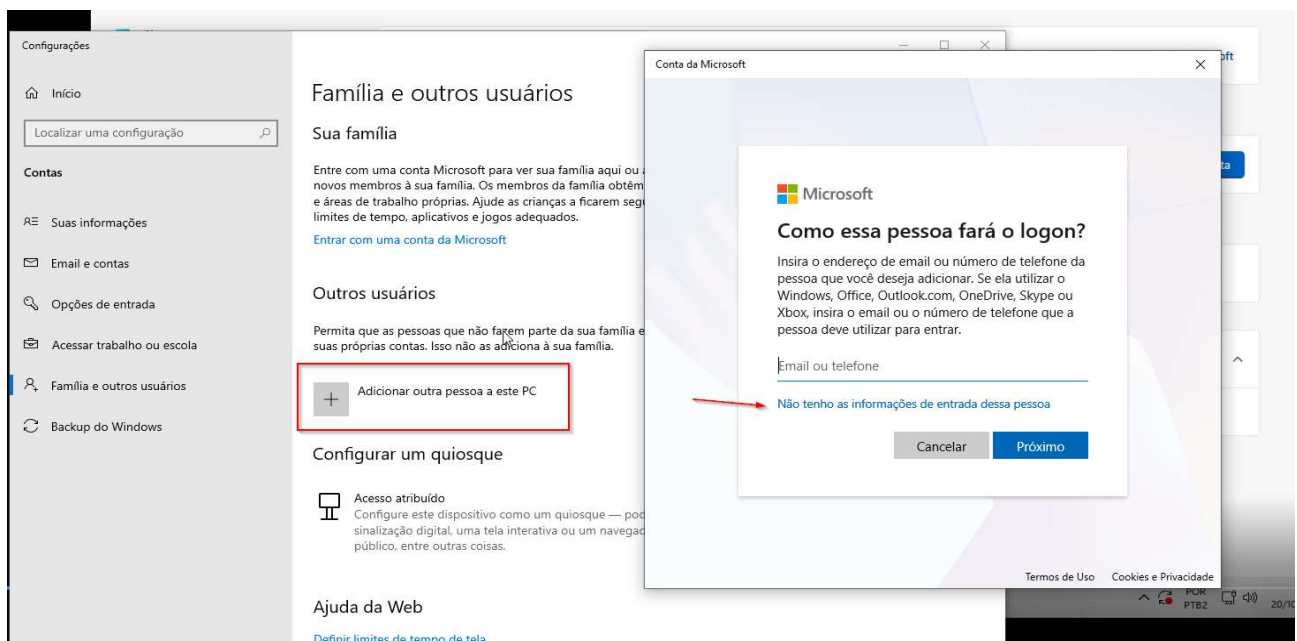 Configurações
Início
Localizar uma configuração
Contas
Suas informações
Email e contas
Opções de entrada
Acessar trabalho ou escola
Família e outros usuários
Backup do Windows
Família e outros usuários
Sua família
Entre com uma conta Microsoft para ver sua família aqui ou
novos membros à sua família. Os membros da família obtêm
e áreas de trabalho próprias. Ajude as crianças a ficarem
limites de tempo, aplicativos e jogos adequados.
Entrar com uma conta da Microsoft
Outros usuários
Permita que as pessoas que não fazem parte da sua família e
suas próprias contas. Isso não as adiciona à sua família.
Adicionar outra pessoa a este PC
Configurar um quiosque
Acesso atribuído
Configure este dispositivo como um quiosque —
sinalização digital, uma tela interativa ou um
público, entre outras coisas.
Ajuda da Web
Definir limites de tempo de tela
Conta da Microsoft
Microsoft
Como essa pessoa fará o logon?
Insira o endereço de email ou número de telefone da
pessoa que você deseja adicionar. Se ela utilizar o
Windows, Office, Outlook.com, OneDrive, Skype ou
Xbox, insira o email ou o número de telefone que a
pessoa deve utilizar para entrar.
Email ou telefone
Não tenho as informações de entrada dessa pessoa
Cancelar
Próximo
Termos de Uso Cookies e Privacidade
POR
PTB2